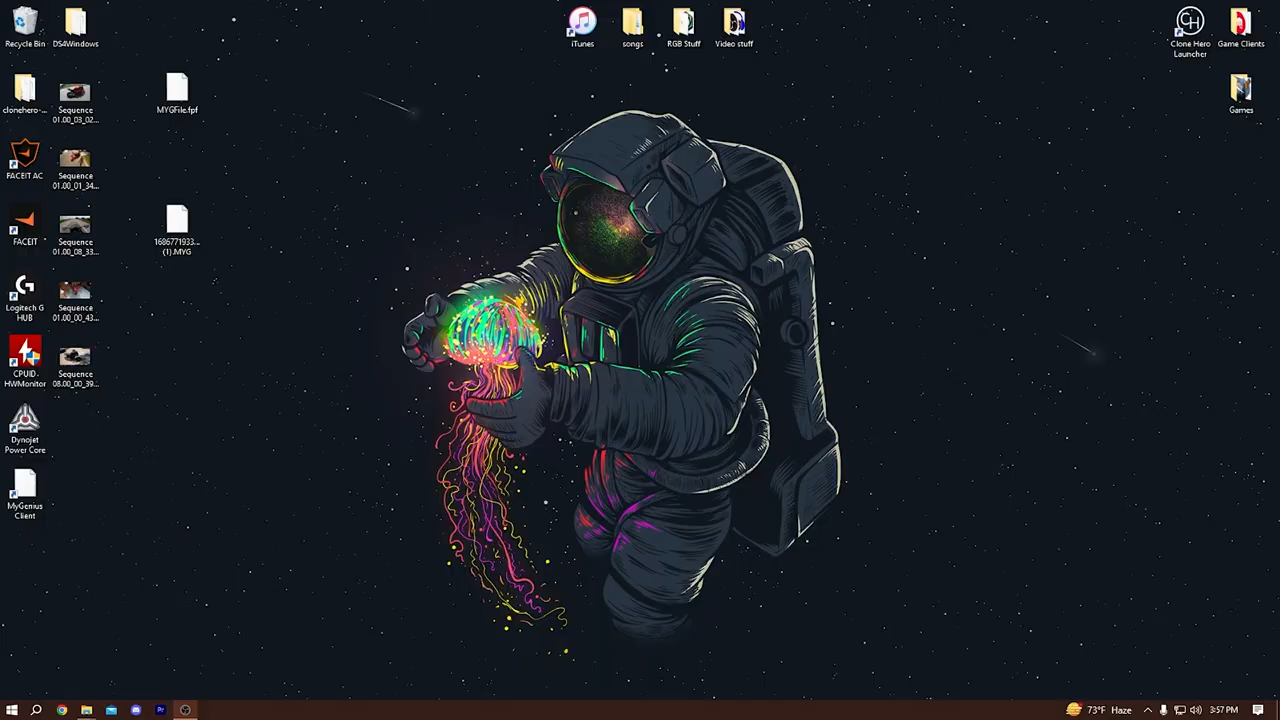 Recycle Bin
DS4Windows
iTunes
songs
RGB Stuff
Video stuff
CH
Clone Hero
Launcher
Game Clients
clonehero-...
Sequence
01.00_03_02...
MYGFile.fpf
Games
FACEIT AC
Sequence
01.00_01_34...
FACEIT
Sequence
01.00_08_33...
1686771933...
(1).MYG
Logitech G
HUB
Sequence
01.00_00_43...
CPUID-
HWMonitor
Sequence
08.00_00_39...
Dynojet
Power Core
MyGenius
Client
Pr
73°F Haze
3:57 PM